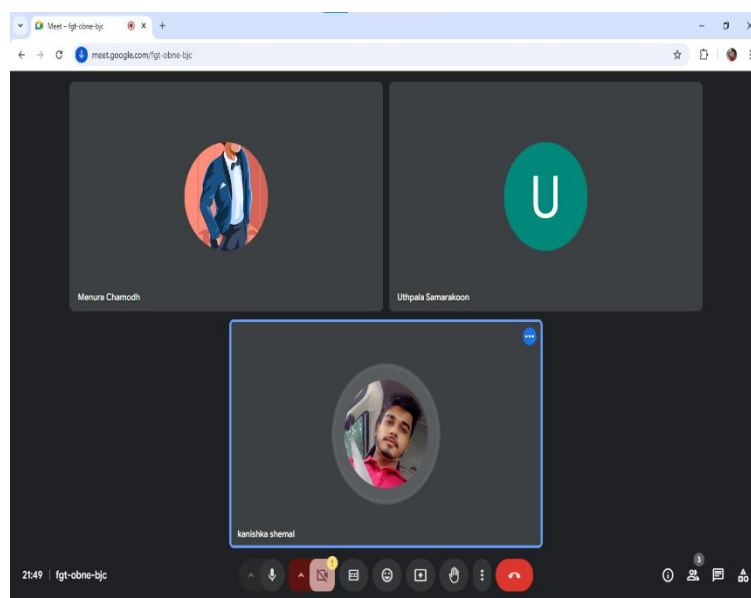 Meet – fgt-obne-bjc
meet.google.com/fgt-obne-bjc
Menura Chamodh
U
Uthpala Samarakoon
kanishka shemal
21:49 | fgt-obne-bjc
3